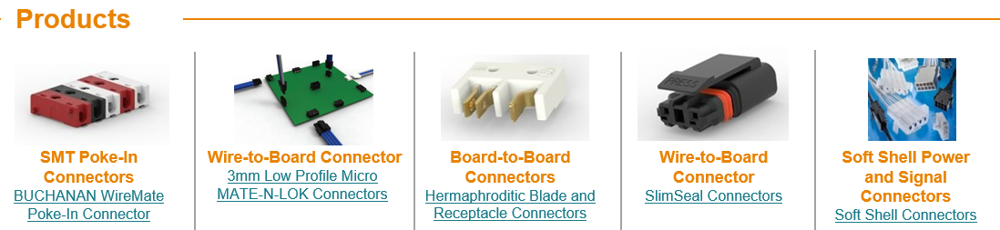 Products
SMT Poke-In
Connectors
BUCHANAN WireMate
Poke-In Connector
Wire-to-Board Connector
3mm Low Profile Micro
MATE-N-LOK Connectors
Board-to-Board
Connectors
Hermaphroditic Blade and
Receptacle Connectors
PRESS
Wire-to-Board
Connector
SlimSeal Connectors
Soft Shell Power
and Signal
Connectors
Soft Shell Connectors